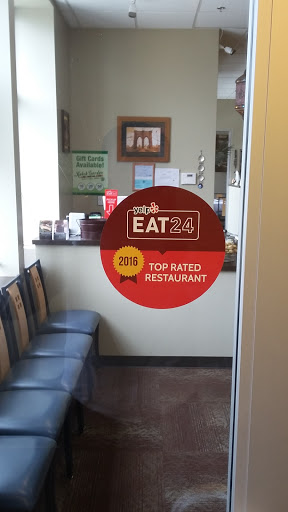 Gift Cards
Available!
yelp
EAT24
2016
TOP RATED
RESTAURANT